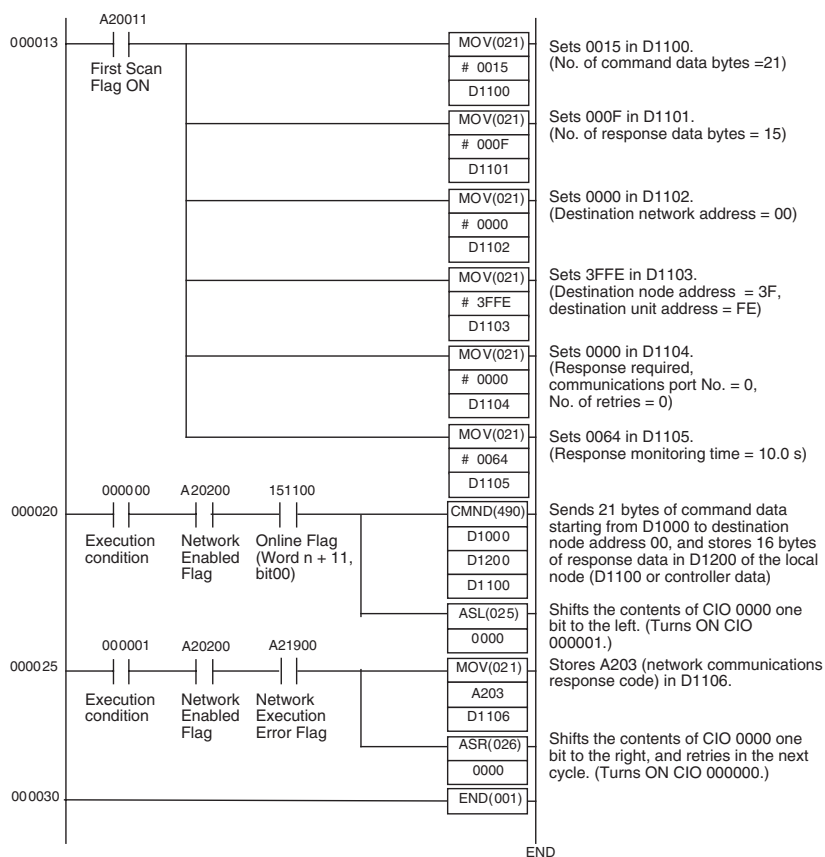 A20011
000013
First Scan
Flag ON
MOV(021)
# 0015
D1100
Sets 0015 in D1100.
(No. of command data bytes =21)
MOV(021)
# 000F
D1101
Sets 000F in D1101.
(No. of response data bytes = 15)
MOV(021)
# 0000
D1102
Sets 0000 in D1102.
(Destination network address = 00)
MOV(021)
# 3FFE
D1103
Sets 3FFE in D1103.
(Destination node address = 3F,
destination unit address = FE)
MOV(021)
# 0000
D1104
Sets 0000 in D1104.
(Response required,
communications port No. = 0,
No. of retries = 0)
MOV(021)
# 0064
D1105
Sets 0064 in D1105.
(Response monitoring time = 10.0 s)
000020
000000
Execution
condition
A20200
Network
Enabled
Flag
151100
Online Flag
(Word n + 11,
bit00)
CMND(490)
D1000
D1200
D1100
Sends 21 bytes of command data
starting from D1000 to destination
node address 00, and stores 16 bytes
of response data in D1200 of the local
node (D1100 or controller data)
ASL(025)
0000
Shifts the contents of CIO 0000 one
bit to the left. (Turns ON CIO
000001.)
000025
000001
Execution
condition
A20200
Network
Enabled
Flag
A21900
Network
Execution
Error Flag
MOV(021)
A203
D1106
Stores A203 (network communications
response code) in D1106.
ASR(026)
0000
Shifts the contents of CIO 0000 one
bit to the right, and retries in the next
cycle. (Turns ON CIO 000000.)
000030
END(001)
END